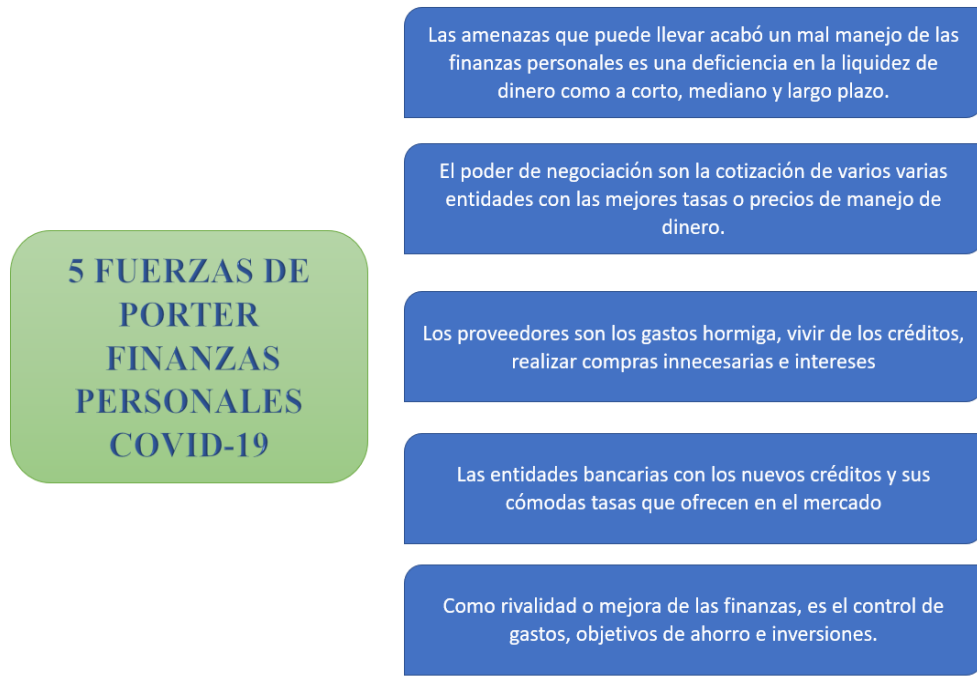 Las amenazas que puede llevar acabó un mal manejo de las
finanzas personales es una deficiencia en la liquidez de
dinero como a corto, mediano y largo plazo.
El poder de negociación son la cotización de varios varias
entidades con las mejores tasas o precios de manejo de
dinero.
5 FUERZAS DE
PORTER
FINANZAS
PERSONALES
COVID-19
Los proveedores son los gastos hormiga, vivir de los créditos,
realizar compras innecesarias e intereses
Las entidades bancarias con los nuevos créditos y sus
cómodas tasas que ofrecen en el mercado
Como rivalidad o mejora de las finanzas, es el control de
gastos, objetivos de ahorro e inversiones.